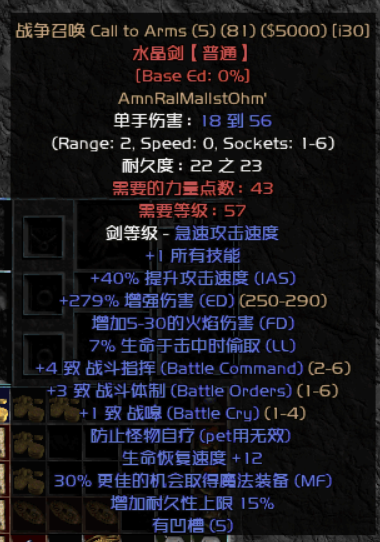 战争召唤 Call to Arms (5) (81) ($5000) [i30]
水晶剑【普通】
[Base Ed: 0%]
AmnRalMalIstOhm'
单手伤害：18 到 56
(Range: 2, Speed: 0, Sockets: 1-6)
耐久度：22 之 23
需要的力量点数：43
需要等级：57
剑等级 - 急速攻击速度
+1 所有技能
+40% 提升攻击速度 (IAS)
+279% 增强伤害 (ED) (250-290)
增加5-30的火焰伤害 (FD)
7% 生命于击中时偷取 (LL)
+4 致 战斗指挥 (Battle Command) (2-6)
+3 致 战斗体制 (Battle Orders) (1-6)
+1 致 战嗥 (Battle Cry) (1-4)
防止怪物自疗 (pet用无效)
生命恢复速度 +12
30% 更佳的机会取得魔法装备 (MF)
增加耐久性上限 15%
有凹槽 (5)